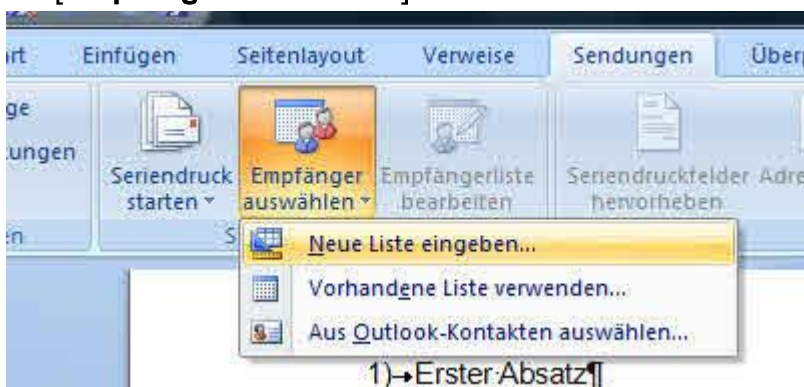 Einfügen Seitenlayout Verweise Sendungen
Seriendruck starten
Empfänger auswählen
Empfängerliste bearbeiten
Seriendruckfelder hervorheben
Neue Liste eingeben...
Vorhandene Liste verwenden...
Aus Outlook-Kontakten auswählen...
1)→Erster·Absatz¶